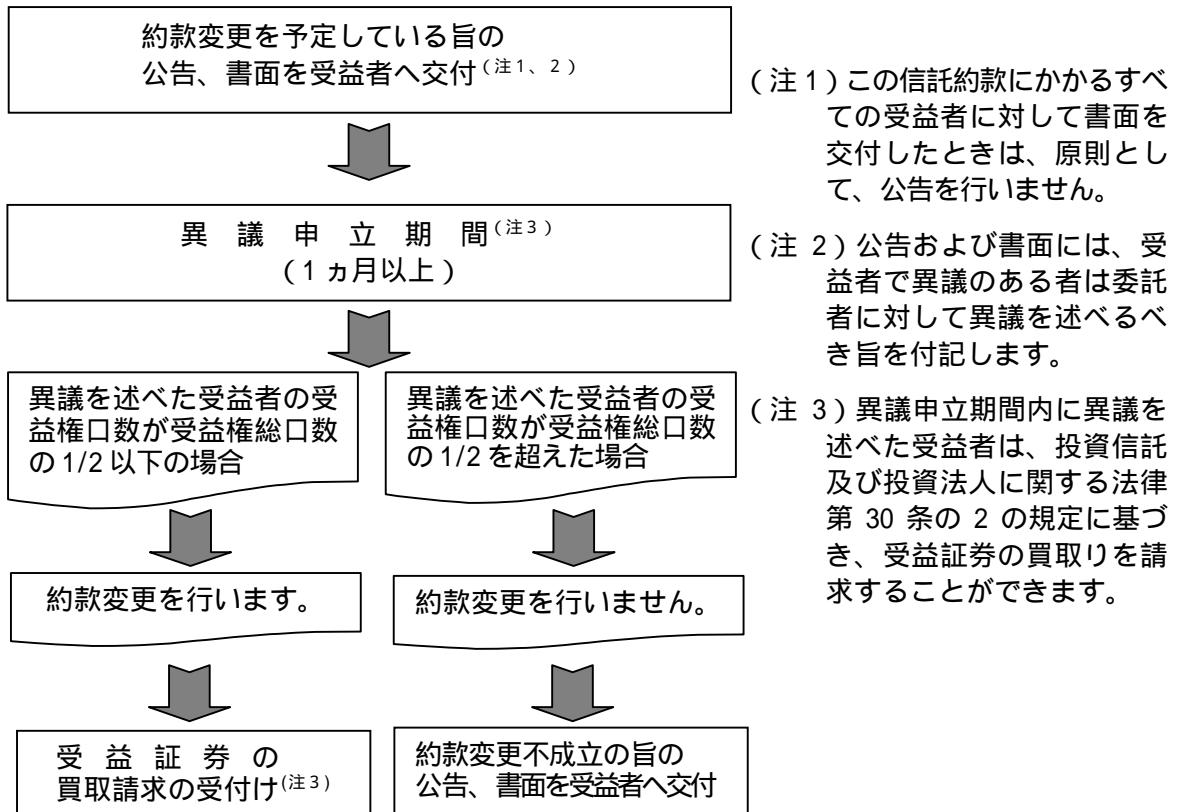 約款変更を予定している旨の
公告、書面を受益者へ交付(注1、2)
異 議 申 立 期 間(注3)
(1ヵ月以上)
異議を述べた受益者の受
益権口数が受益権総口数
の 1/2 以下の場合
異議を述べた受益者の受
益権口数が受益権総口数
の 1/2 を超えた場合
約款変更を行います。
約款変更を行いません。
受 益 証 券 の
買取請求の受付け(注3)
約款変更不成立の旨の
公告、書面を受益者へ交付
(注1)この信託約款にかかるすべ
ての受益者に対して書面を
交付したときは、原則とし
て、公告を行いません。
(注 2)公告および書面には、受
益者で異議のある者は委託
者に対して異議を述べるべ
き旨を付記します。
(注 3)異議申立期間内に異議を
述べた受益者は、投資信託
及び投資法人に関する法律
第 30 条の 2 の規定に基づ
き、受益証券の買取りを請
求することができます。